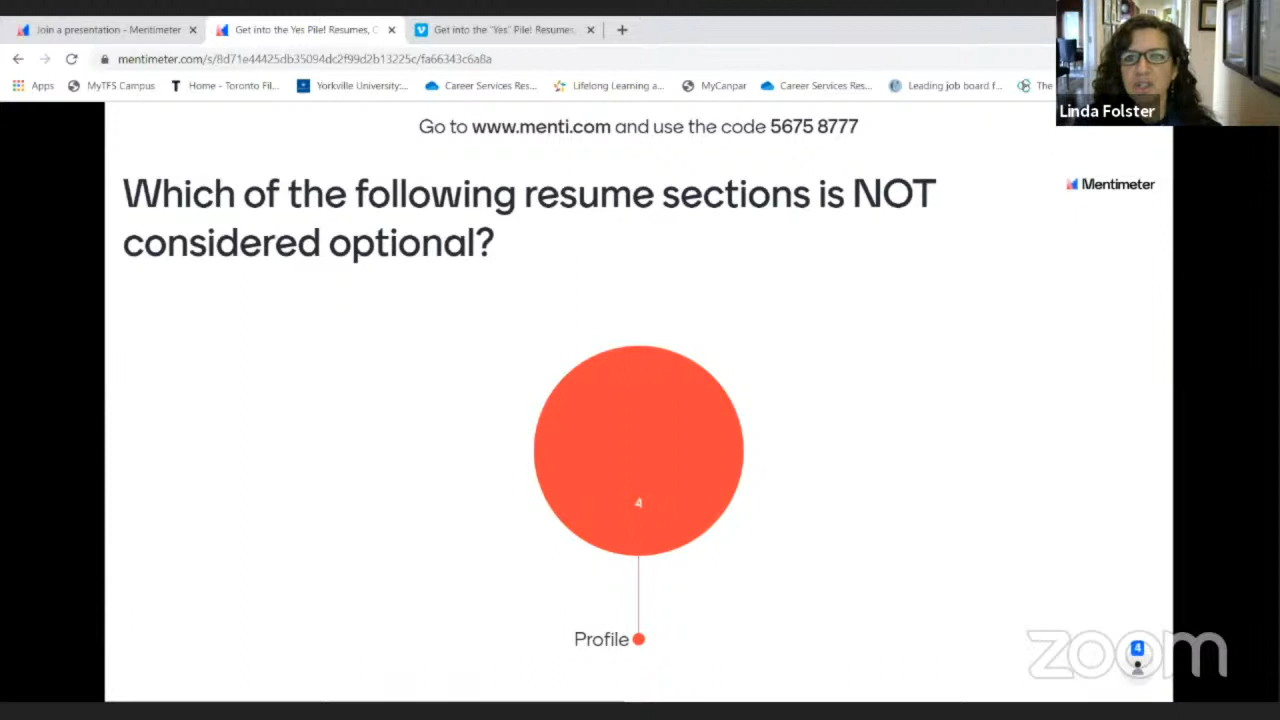 Join a presentation - Mentimeter
Get into the Yes Pile! Resumes, C
Get into the "Yes" Pile! Resumes,
mentimeter.com/s/8d71e44425db35094dc2f99d2b13225c/fa66343c6a8a
Apps
MyTFS Campus
Home - Toronto Fil...
Yorkville University:...
Career Services Res...
Lifelong Learning a...
MyCanpar
Career Services Res...
Leading job board f...
The
Linda Folster
Go to www.menti.com and use the code 5675 8777
Which of the following resume sections is NOT
considered optional?
Mentimeter
4
Profile
zoom
4